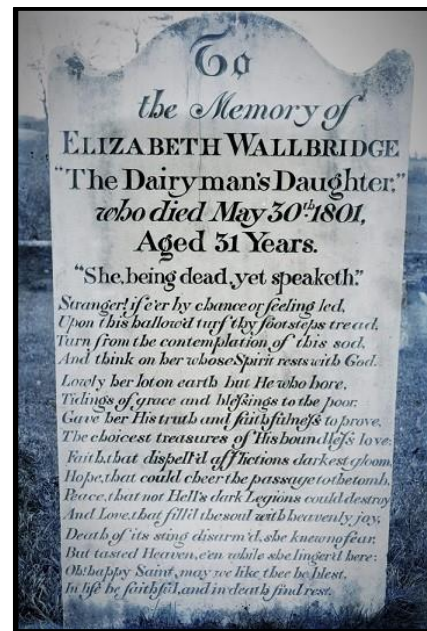 To
the Memory of
ELIZABETH WALLBRIDGE
"The Dairyman's Daughter,"
who died May 30th 1801,
Aged 31 Years.
"She, being dead, yet speaketh."
Stranger! if e'er by chance or feeling led,
Upon this hallow'd turf thy footsteps tread,
Turn from the contemplation of this sod,
And think on her whose Spirit rests with God.
Lowly her lot on earth but He who bore,
Tidings of grace and bleſsings to the poor,
Gave her His truth and faithfulneſs to prove,
The choicest treasures of His boundleſs love:
Faith, that dispell'd afflictions darkest gloom,
Hope, that could cheer the passage to the tomb,
Peace, that not Hell's dark Legions could destroy
And Love, that fill'd the soul with heavenly joy,
Death of its sting disarm'd, she knew no fear,
But tasted Heaven, e'en while she linger'd here:
Oh! happy Saint, may we like thee be blest,
In life be faithful, and in death find rest.